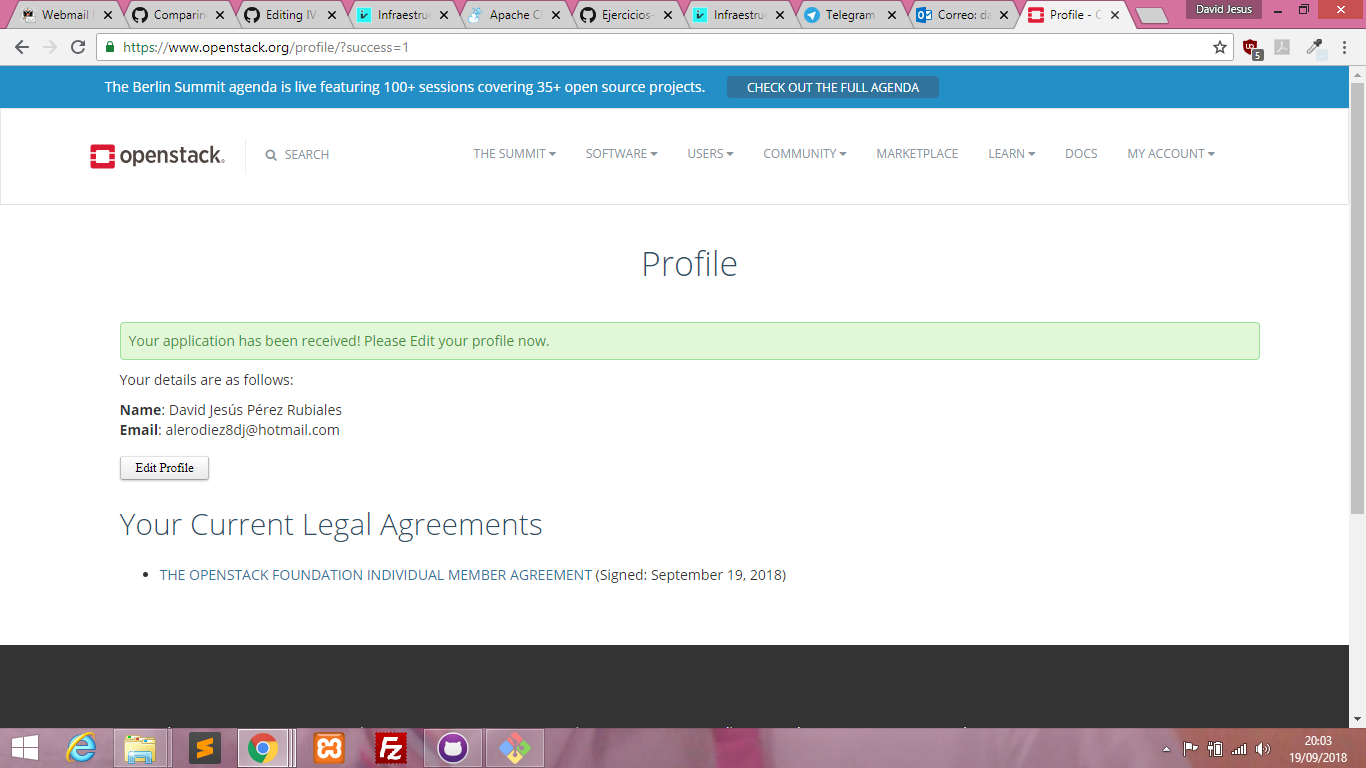 Webmail
Comparin
Editing IV
Infraestru
Apache Cl
Ejercicios-
Infraestru
Telegram
Correo: da
Profile - O
David Jesus
https://www.openstack.org/profile/?success=1
5
The Berlin Summit agenda is live featuring 100+ sessions covering 35+ open source projects.
CHECK OUT THE FULL AGENDA
openstack.
SEARCH
THE SUMMIT
SOFTWARE
USERS
COMMUNITY
MARKETPLACE
LEARN
DOCS
MY ACCOUNT
Profile
Your application has been received! Please Edit your profile now.
Your details are as follows:
Name: David Jesús Pérez Rubiales
Email: alerodiez8dj@hotmail.com
Edit Profile
Your Current Legal Agreements
• THE OPENSTACK FOUNDATION INDIVIDUAL MEMBER AGREEMENT (Signed: September 19, 2018)
20:03
19/09/2018